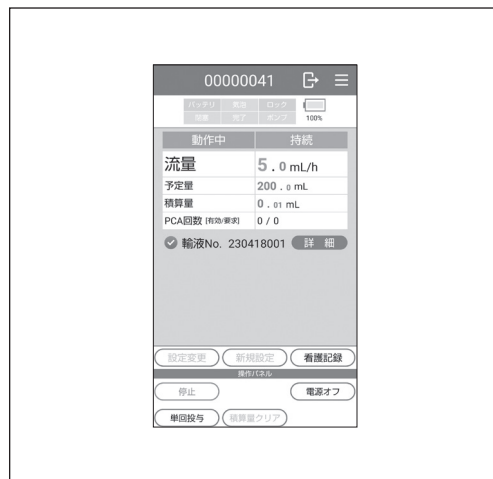 00000041
バッテリ 気泡 ロック
閉塞 完了 ポンプ
100%
動作中 持続
流量 5.0 mL/h
予定量 200.0 mL
積算量 0.01 mL
PCA回数 [有効/要求] 0 / 0
輸液No. 230418001 詳 細
設定変更 新規設定 看護記録
操作パネル
停止 電源オフ
単回投与 積算量クリア